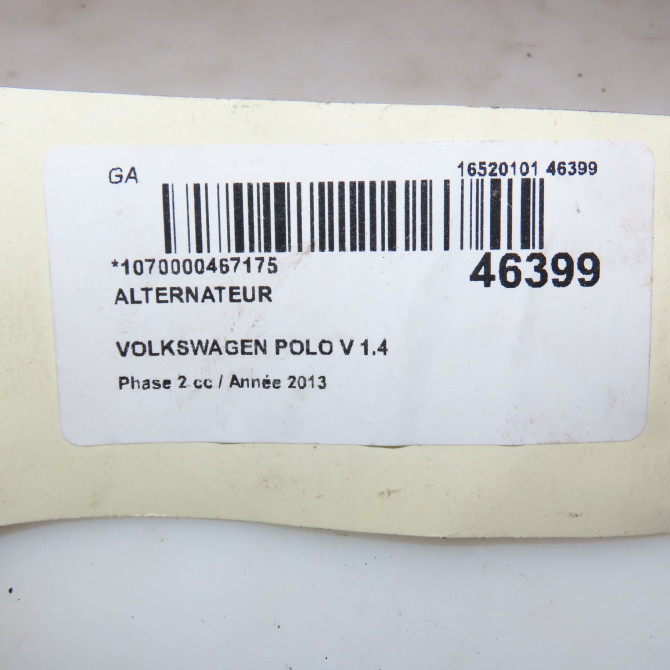 GA 16520101 46399
*1070000467175 46399
ALTERNATEUR
VOLKSWAGEN POLO V 1.4
Phase 2 cc / Année 2013